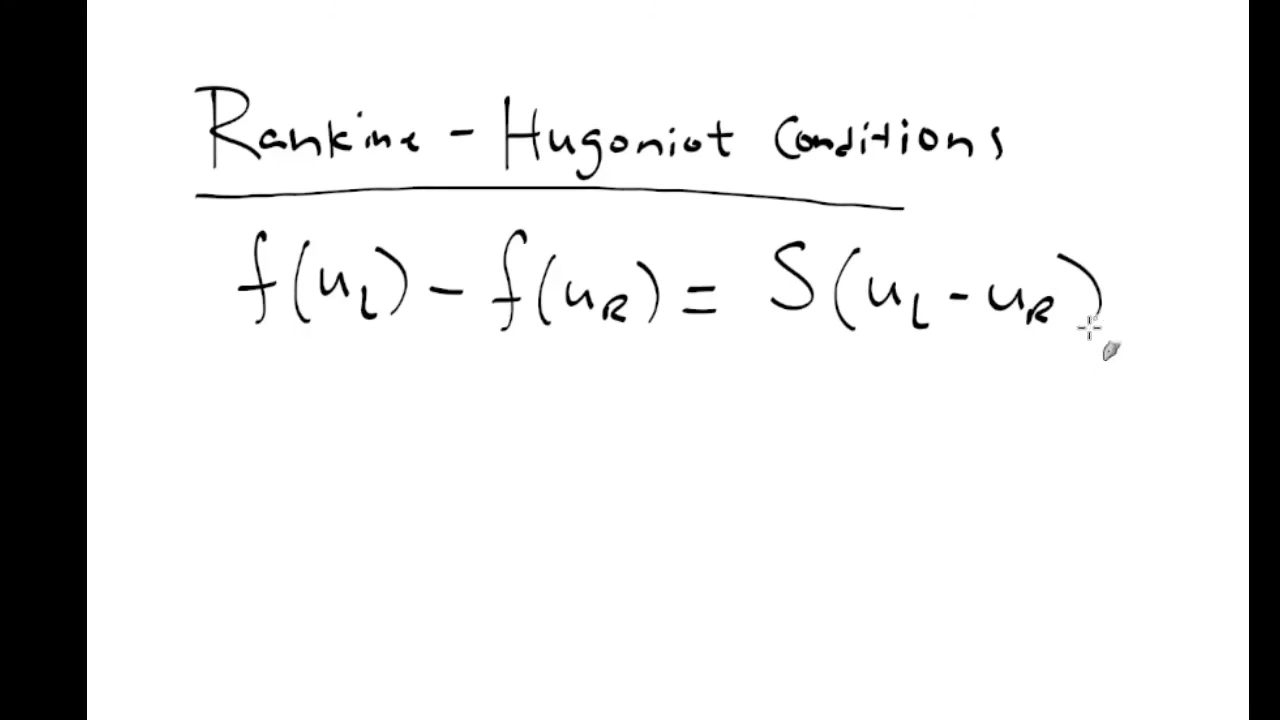 Rankine - Hugoniot Conditions
f(u_L) - f(u_R) = S(u_L - u_R)